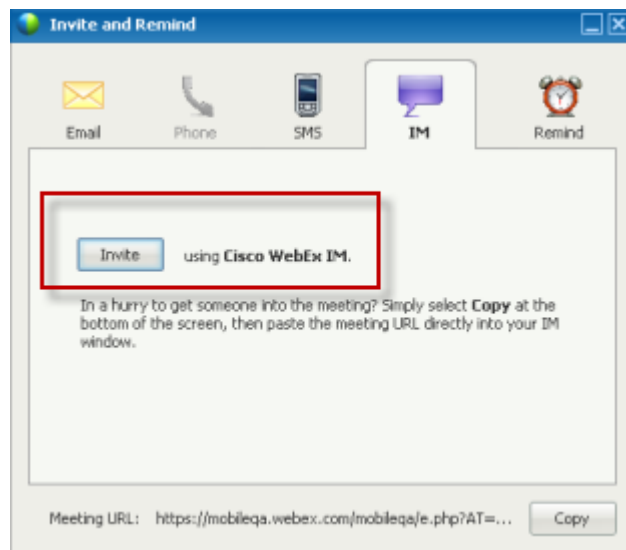 Invite and Remind
Email
Phone
SMS
IM
Remind
Invite using Cisco WebEx IM.
In a hurry to get someone into the meeting? Simply select Copy at the
bottom of the screen, then paste the meeting URL directly into your IM
window.
Meeting URL: https://mobileqa.webex.com/mobileqa/e.php?AT=... Copy